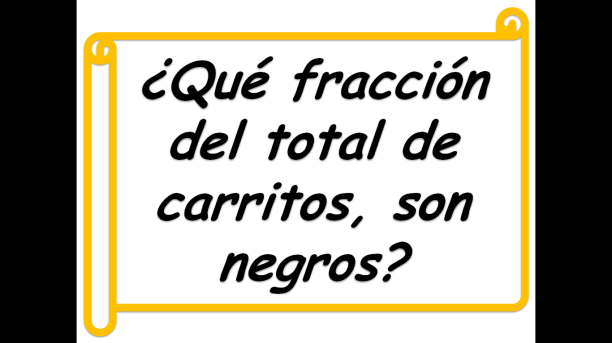 ¿Qué fracción
del total de
carritos, son
negros?